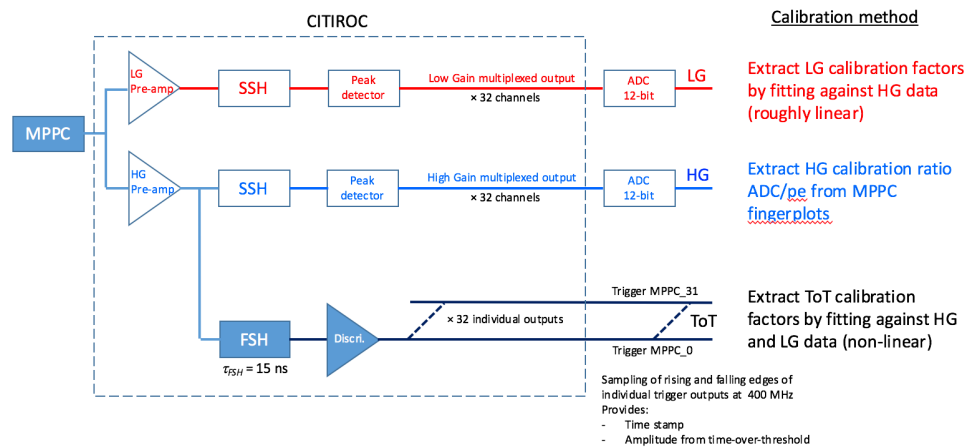 CITIROC
Calibration method
LG
Pre-amp
SSH
Peak
detector
Low Gain multiplexed output
× 32 channels
ADC
12-bit
LG
Extract LG calibration factors
by fitting against HG data
(roughly linear)
MPPC
HG
Pre-amp
SSH
Peak
detector
High Gain multiplexed output
× 32 channels
ADC
12-bit
HG
Extract HG calibration ratio
ADC/pe from MPPC
fingerplots
Trigger MPPC_31
× 32 individual outputs
ToT
Extract ToT calibration
factors by fitting against HG
and LG data (non-linear)
FSH
Discri.
Trigger MPPC_0
τFSH = 15 ns
Sampling of rising and falling edges of
individual trigger outputs at 400 MHz
Provides:
- Time stamp
- Amplitude from time-over-threshold